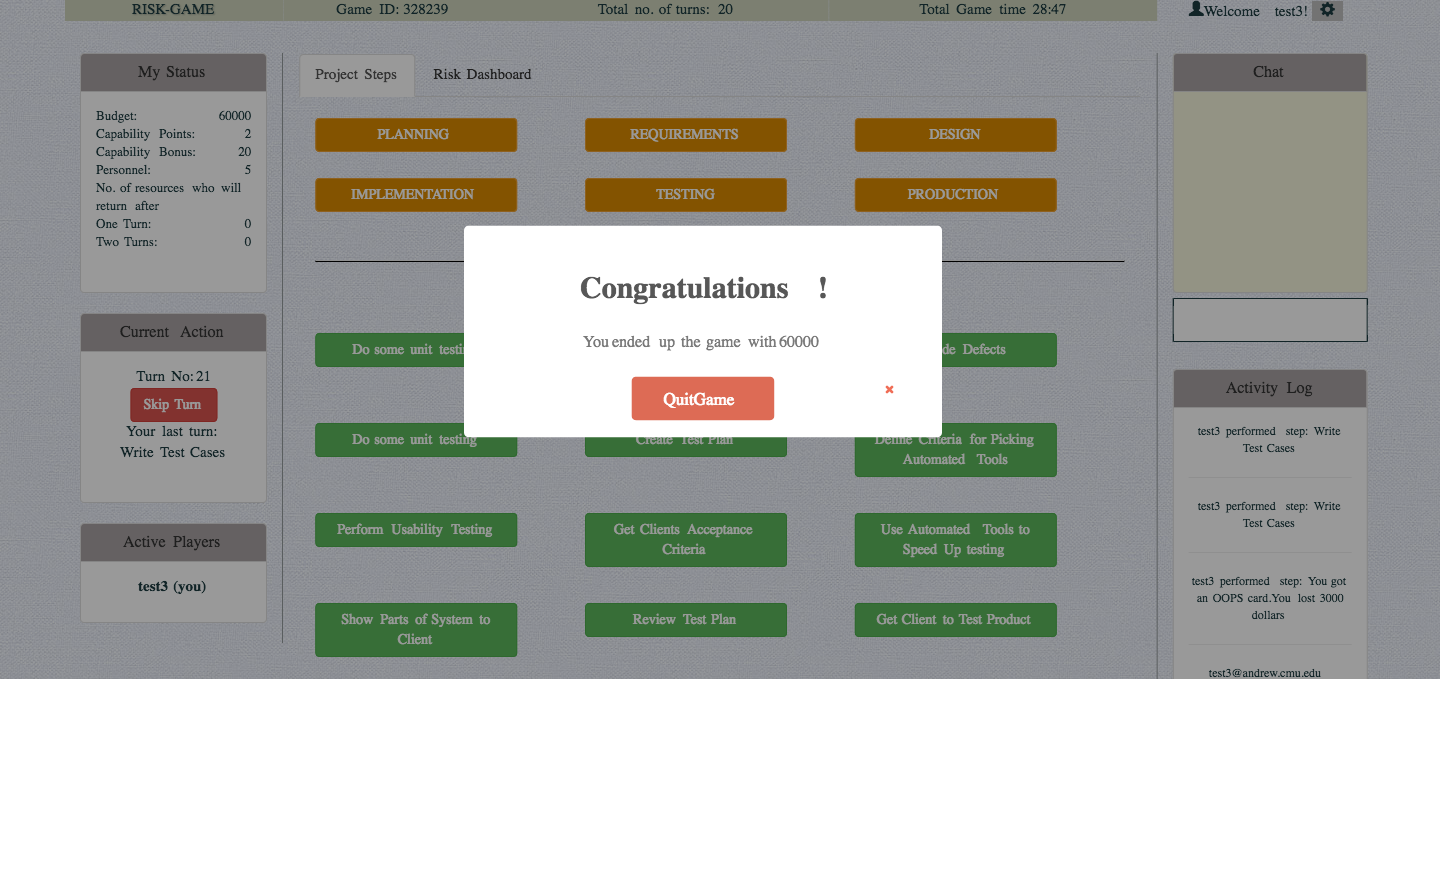 RISK-GAME
Game ID: 328239
Total no. of turns: 20
Total Game time 28:47
Welcome test3!
My Status
Budget: 60000
Capability Points: 2
Capability Bonus: 20
Personnel: 5
No. of resources who will
return after
One Turn: 0
Two Turns: 0
Current Action
Turn No: 21
Skip Turn
Your last turn:
Write Test Cases
Active Players
test3 (you)
Project Steps
Risk Dashboard
PLANNING
REQUIREMENTS
DESIGN
IMPLEMENTATION
TESTING
PRODUCTION
Congratulations !
You ended up the game with 60000
QuitGame
Do some unit testi
de Defects
Do some unit testing
Create Test Plan
Define Criteria for Picking
Automated Tools
Perform Usability Testing
Get Clients Acceptance
Criteria
Use Automated Tools to
Speed Up testing
Show Parts of System to
Client
Review Test Plan
Get Client to Test Product
Chat
Activity Log
test3 performed step: Write
Test Cases
test3 performed step: Write
Test Cases
test3 performed step: You got
an OOPS card.You lost 3000
dollars
test3@andrew.cmu.edu